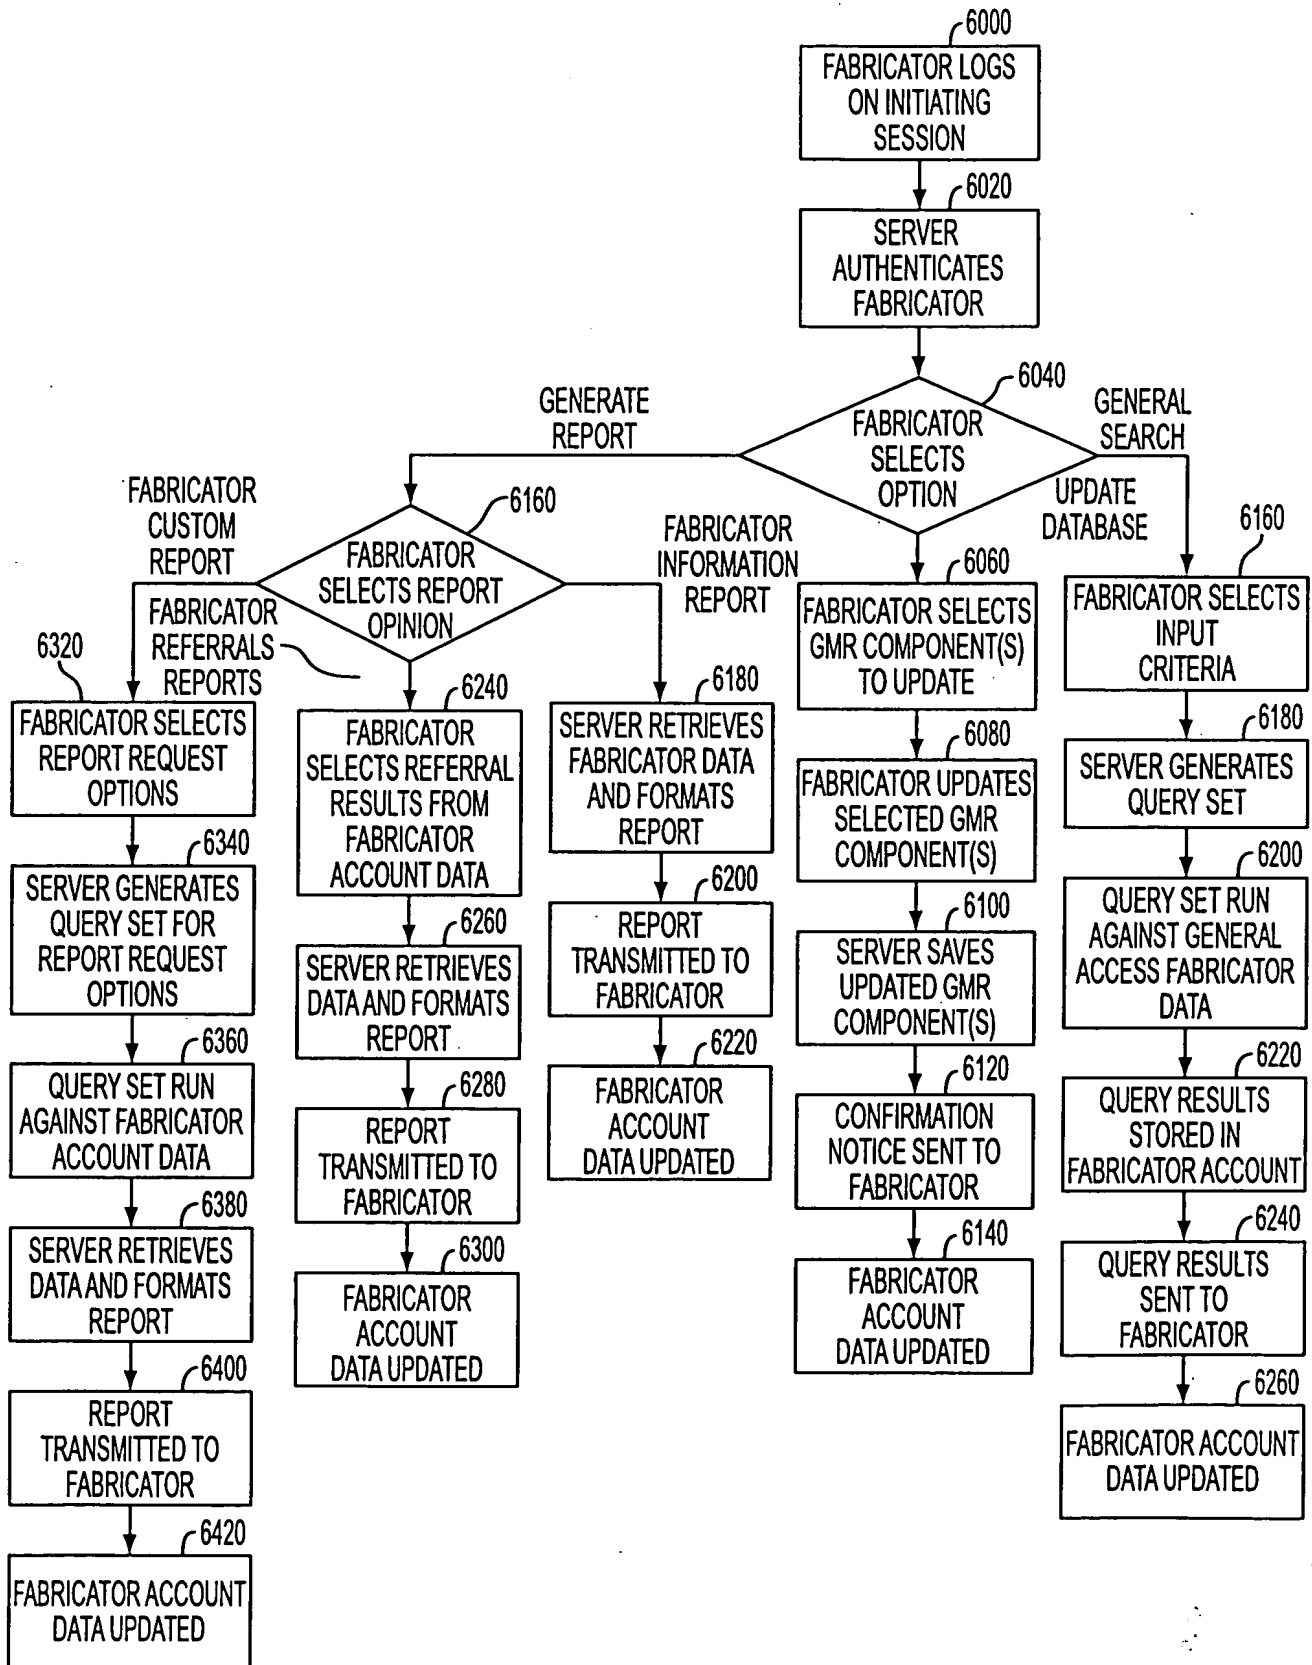 6000
FABRICATOR LOGS
ON INITIATING
SESSION
6020
SERVER
AUTHENTICATES
FABRICATOR
6040
FABRICATOR
SELECTS
OPTION
GENERATE
REPORT
GENERAL
SEARCH
UPDATE
DATABASE
6160
FABRICATOR
SELECTS REPORT
OPINION
FABRICATOR
CUSTOM
REPORT
FABRICATOR
REFERRALS
REPORTS
FABRICATOR
INFORMATION
REPORT
6320
FABRICATOR SELECTS
REPORT REQUEST
OPTIONS
6340
SERVER GENERATES
QUERY SET FOR
REPORT REQUEST
OPTIONS
6360
QUERY SET RUN
AGAINST FABRICATOR
ACCOUNT DATA
6380
SERVER RETRIEVES
DATA AND FORMATS
REPORT
6400
REPORT
TRANSMITTED TO
FABRICATOR
6420
FABRICATOR ACCOUNT
DATA UPDATED
6240
FABRICATOR
SELECTS REFERRAL
RESULTS FROM
FABRICATOR
ACCOUNT DATA
6260
SERVER RETRIEVES
DATA AND FORMATS
REPORT
6280
REPORT
TRANSMITTED TO
FABRICATOR
6300
FABRICATOR
ACCOUNT
DATA UPDATED
6180
SERVER RETRIEVES
FABRICATOR DATA
AND FORMATS
REPORT
6200
REPORT
TRANSMITTED TO
FABRICATOR
6220
FABRICATOR
ACCOUNT
DATA UPDATED
6060
FABRICATOR SELECTS
GMR COMPONENT(S)
TO UPDATE
6080
FABRICATOR UPDATES
SELECTED GMR
COMPONENT(S)
6100
SERVER SAVES
UPDATED GMR
COMPONENT(S)
6120
CONFIRMATION
NOTICE SENT TO
FABRICATOR
6140
FABRICATOR
ACCOUNT
DATA UPDATED
6160
FABRICATOR SELECTS
INPUT
CRITERIA
6180
SERVER GENERATES
QUERY SET
6200
QUERY SET RUN
AGAINST GENERAL
ACCESS FABRICATOR
DATA
6220
QUERY RESULTS
STORED IN
FABRICATOR ACCOUNT
6240
QUERY RESULTS
SENT TO
FABRICATOR
6260
FABRICATOR ACCOUNT
DATA UPDATED